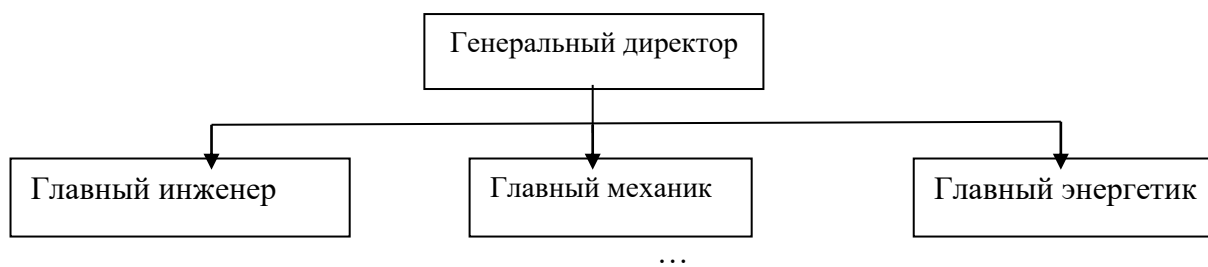 Генеральный директор
Главный инженер
Главный механик
Главный энергетик
…